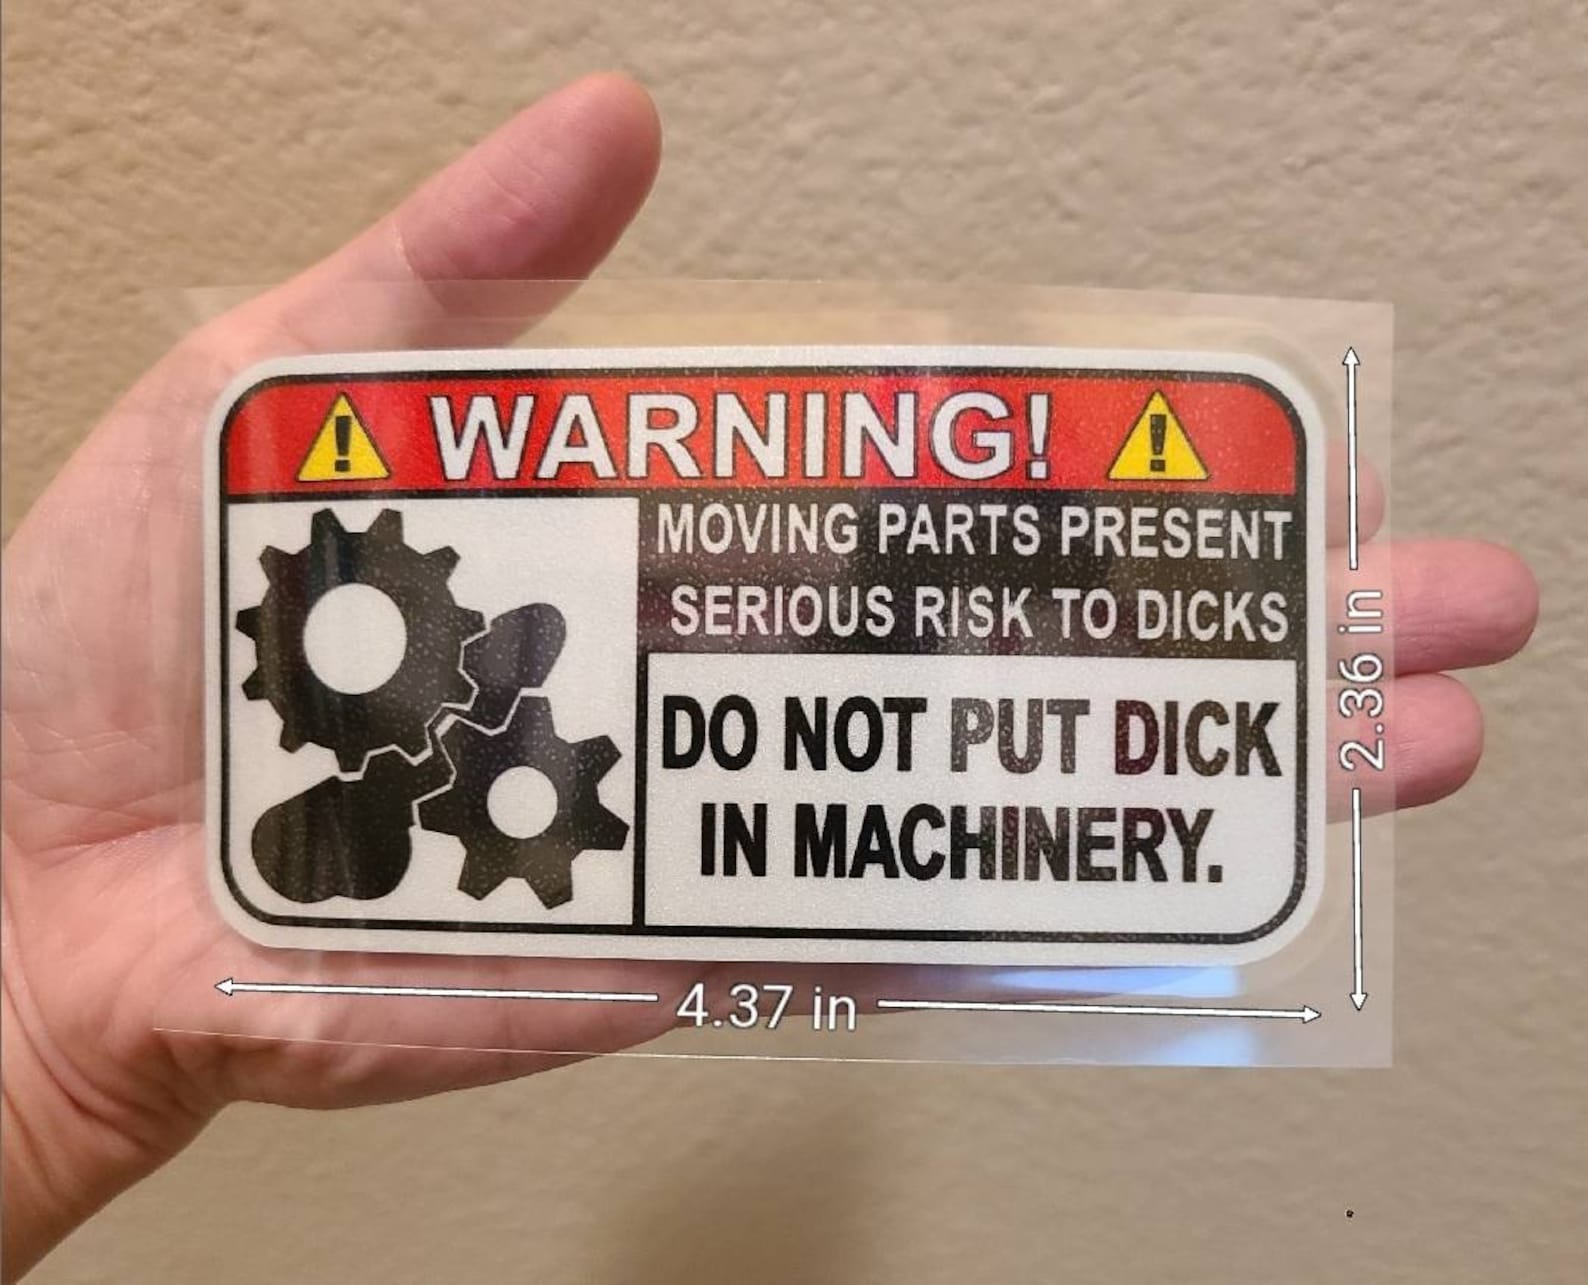 WARNING!
MOVING PARTS PRESENT
SERIOUS RISK TO DICKS
DO NOT PUT DICK
IN MACHINERY.
2.36 in
4.37 in